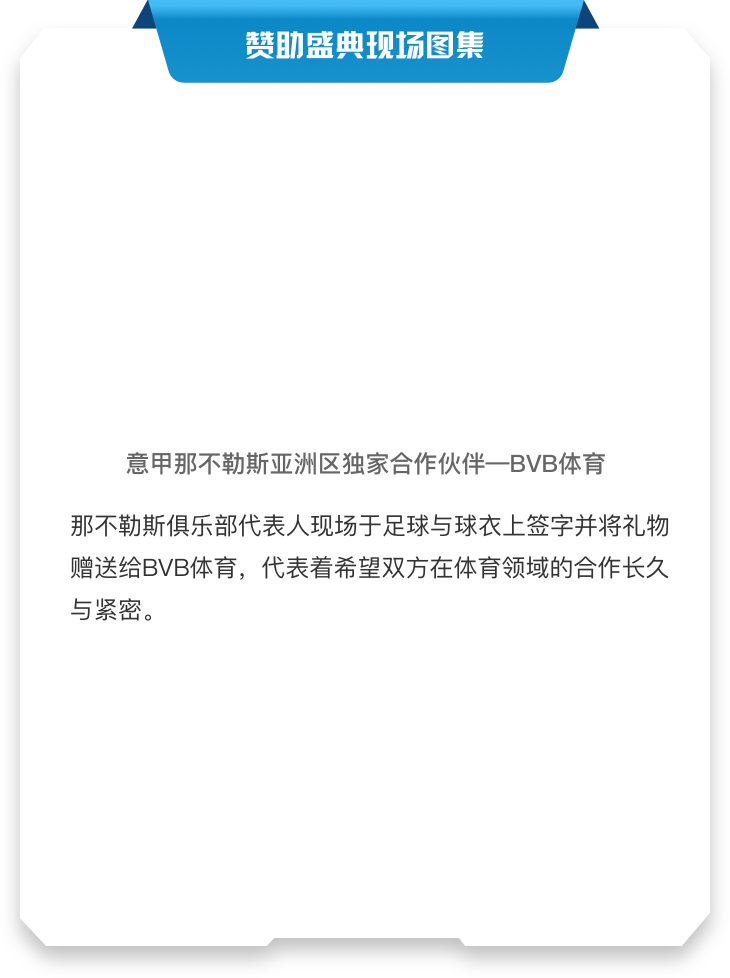 赞助盛典现场图集
意甲那不勒斯亚洲区独家合作伙伴—BVB体育
那不勒斯俱乐部代表人现场于足球与球衣上签字并将礼物
赠送给BVB体育，代表着希望双方在体育领域的合作长久
与紧密。